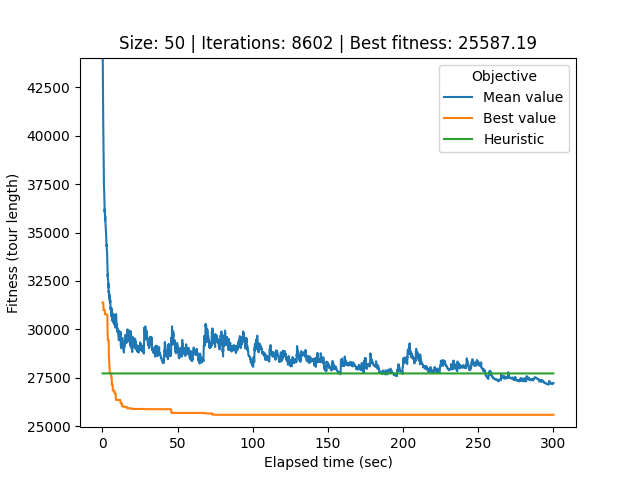 Size: 50 | Iterations: 8602 | Best fitness: 25587.19
Objective
Mean value
Best value
Heuristic
Fitness (tour length)
42500
40000
37500
35000
32500
30000
27500
25000
0 50 100 150 200 250 300
Elapsed time (sec)